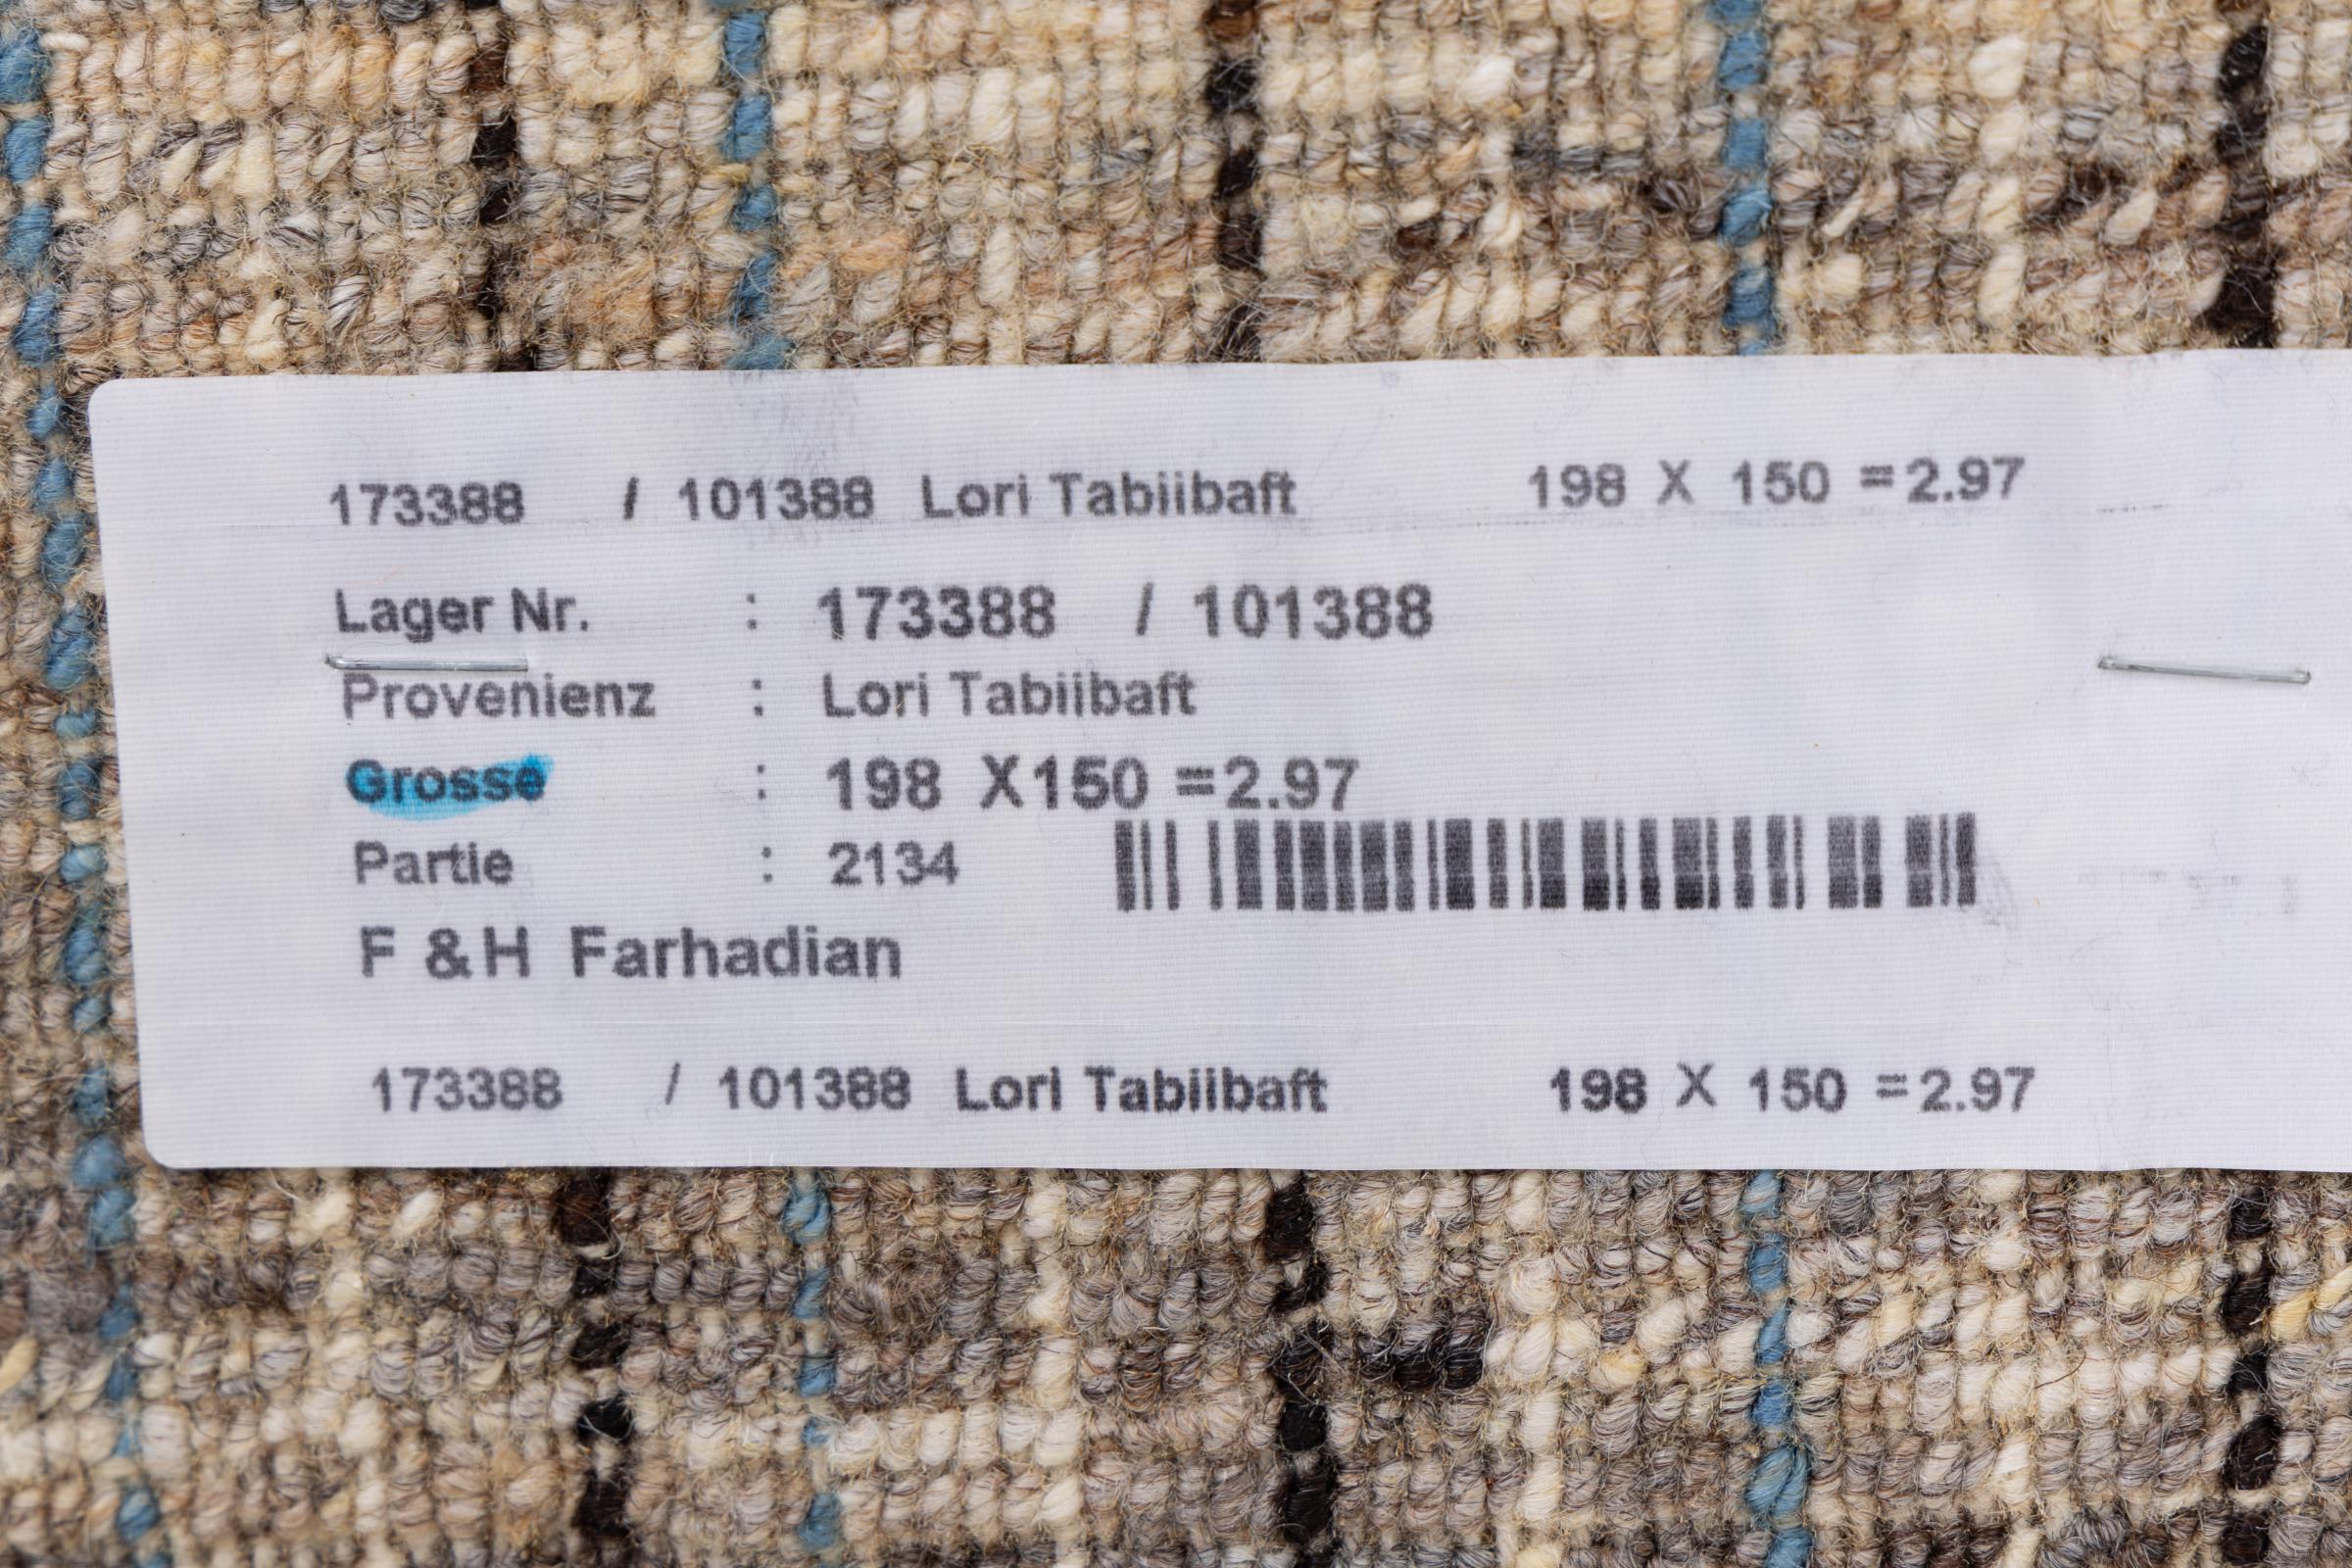 173388 / 101388 Lori Tabiibaft 198 X 150 =2.97
Lager Nr. : 173388 / 101388
Provenienz : Lori Tabiibaft
Grosse : 198 X150 =2.97
Partie : 2134
F & H Farhadian
173388 / 101388 Lori Tabiibaft 198 X 150 =2.97